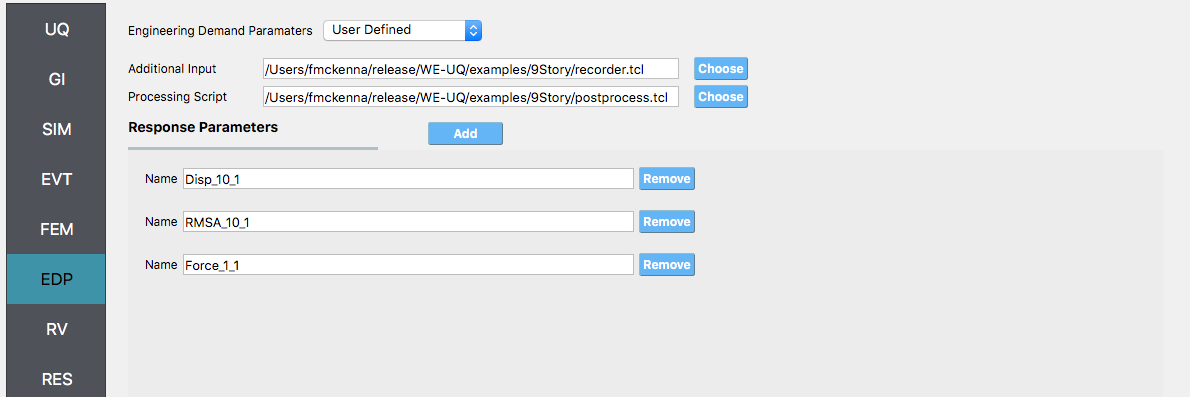 UQ
GI
SIM
EVT
FEM
EDP
RV
RES
Engineering Demand Paramaters User Defined
Additional Input /Users/fmckenna/release/WE-UQ/examples/9Story/recorder.tcl Choose
Processing Script /Users/fmckenna/release/WE-UQ/examples/9Story/postprocess.tcl Choose
Response Parameters Add
Name Disp_10_1 Remove
Name RMSA_10_1 Remove
Name Force_1_1 Remove